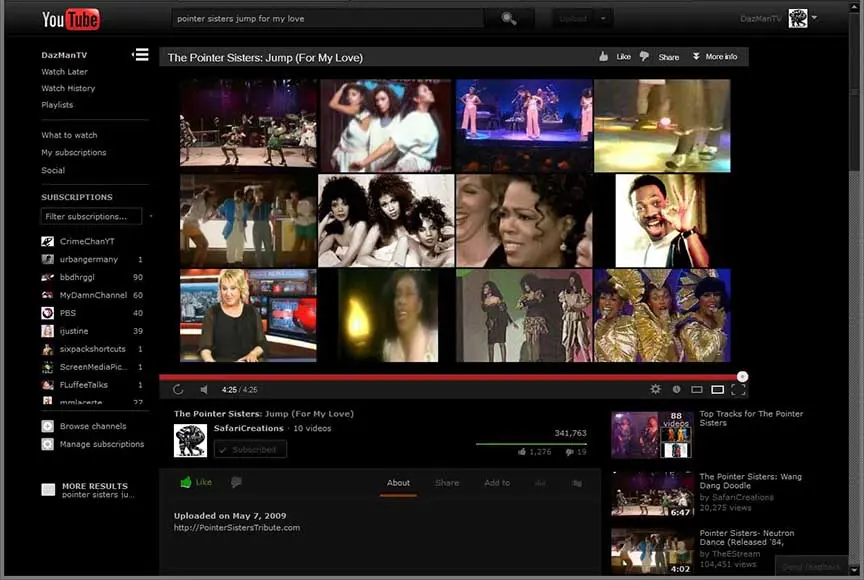 YouTube
pointer sisters jump for my love
Upload
DazManTV
DazManTV
Watch Later
Watch History
Playlists
What to watch
My subscriptions
Social
SUBSCRIPTIONS
Filter subscriptions...
CrimeChanYT
urbangermany 1
bbdhrggl 90
MyDamnChannel 60
PBS 40
ijustine 39
sixpackshortcuts 1
ScreenMediaPic... 1
FLuffeeTalks 1
Browse channels
Manage subscriptions
MORE RESULTS
pointer sisters ju...
The Pointer Sisters: Jump (For My Love)
Like
Share
More info
4:25 / 4:25
The Pointer Sisters: Jump (For My Love)
SafariCreations · 10 videos
Subscribed
341,763
1,276 19
Like
About Share Add to
Uploaded on May 7, 2009
http://PointerSistersTribute.com
88
videos
Top Tracks for The Pointer
Sisters
6:47
The Pointer Sisters: Wang
Dang Doodle
by SafariCreations
20,275 views
4:02
Pointer Sisters- Neutron
Dance (Released '84,
by TheEStream
104,451 views
Send feedback